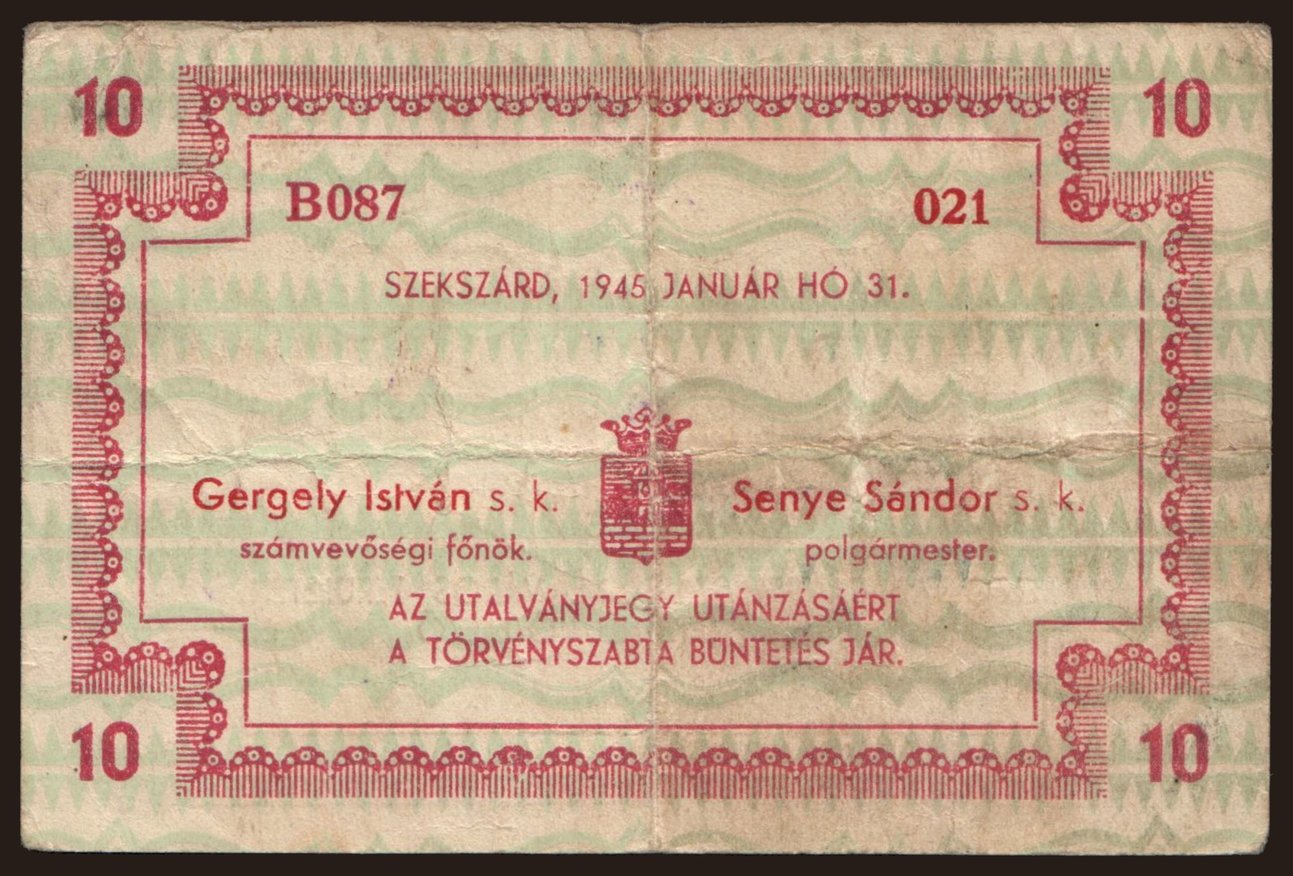 10 10
B087 021
SZEKSZÁRD, 1945 JANUÁR HÓ 31.
Gergely István s. k. Senye Sándor s. k.
számvevőségi főnök. polgármester.
AZ UTALVÁNYJEGY UTÁNZÁSÁÉRT
A TÖRVÉNYSZABTA BÜNTETÉS JÁR.
10 10